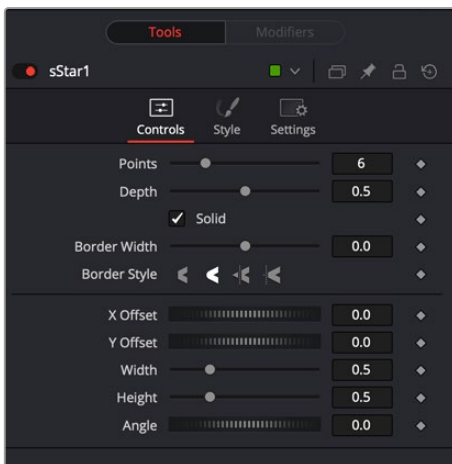 Tools Modifiers
sStar1
Controls Style Settings
Points 6
Depth 0.5
Solid
Border Width 0.0
Border Style
X Offset 0.0
Y Offset 0.0
Width 0.5
Height 0.5
Angle 0.0